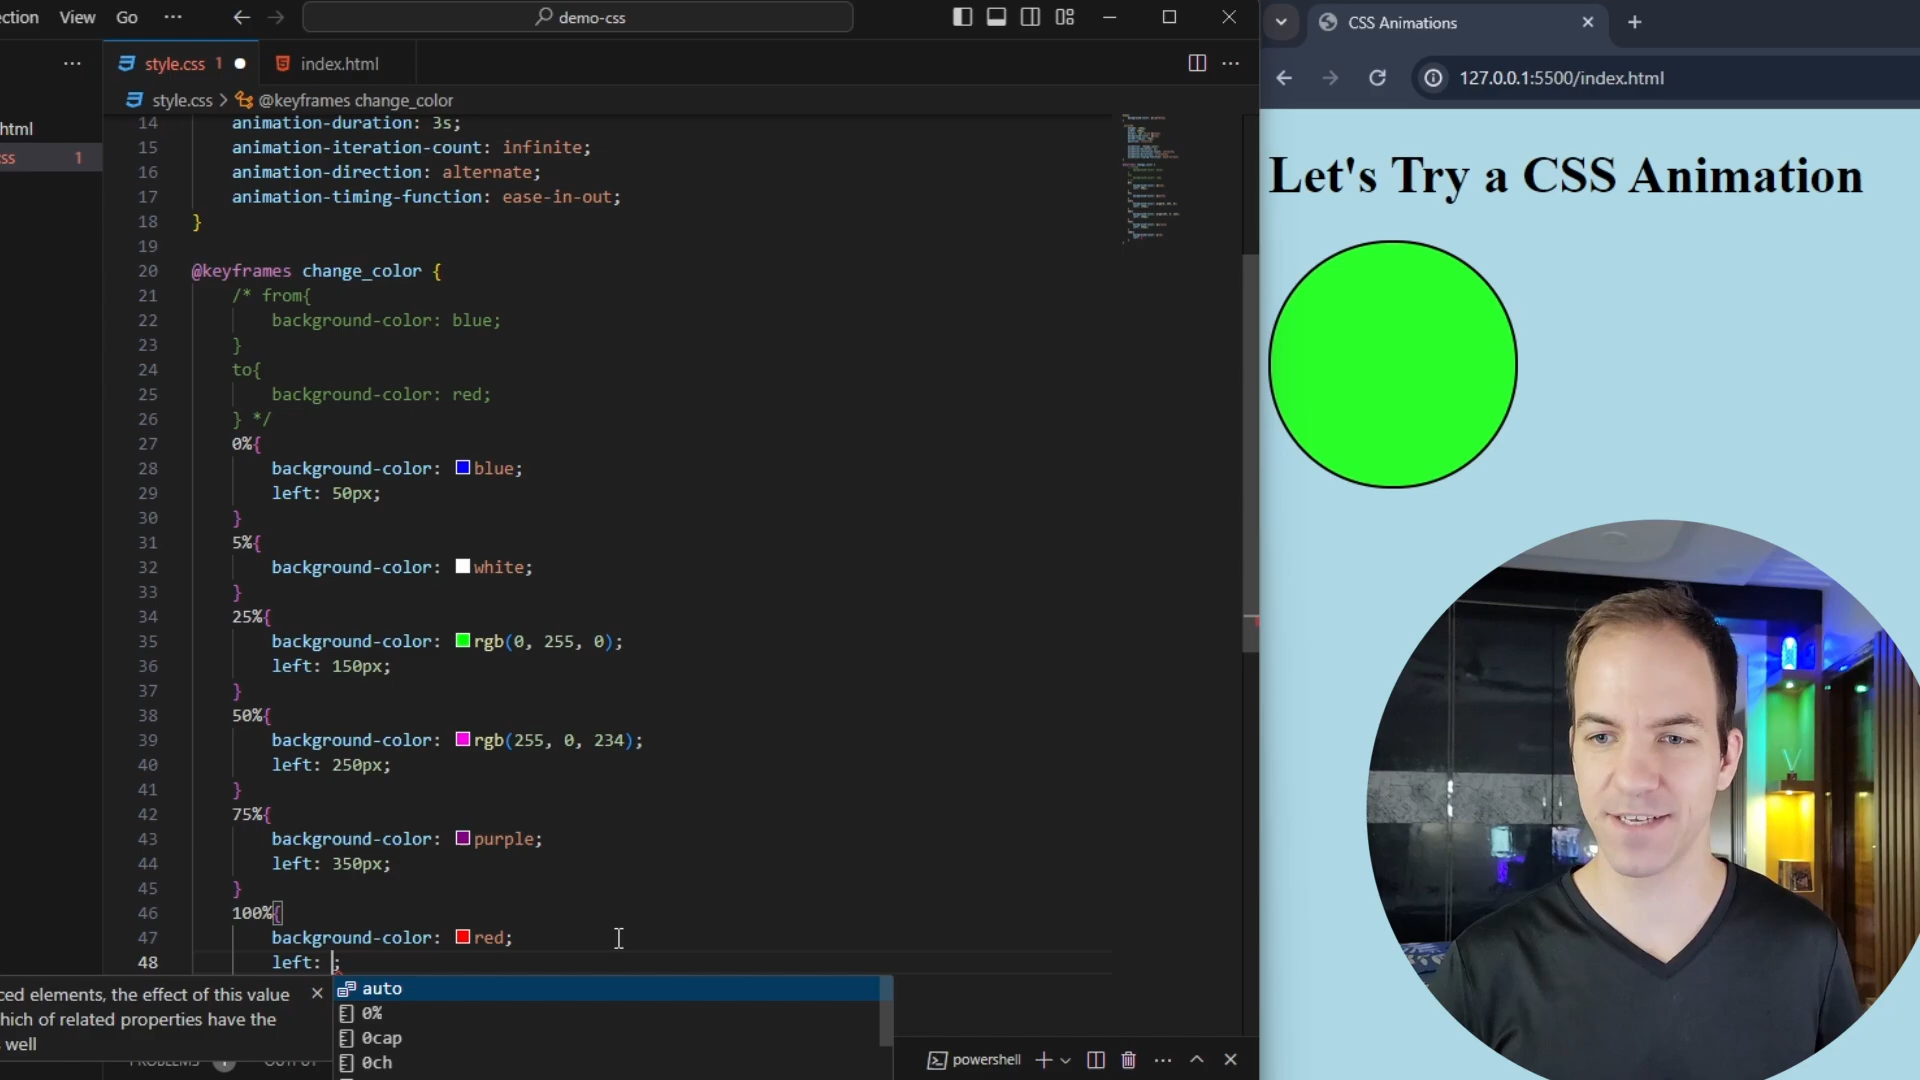 ection View Go ··· demo-css
style.css 1 index.html
style.css > @keyframes change_color
html
ss 1
14 animation-duration: 3s;
15 animation-iteration-count: infinite;
16 animation-direction: alternate;
17 animation-timing-function: ease-in-out;
18 }
19
20 @keyframes change_color {
21 /* from{
22 background-color: blue;
23 }
24 to{
25 background-color: red;
26 } */
27 0%{
28 background-color: blue;
29 left: 50px;
30 }
31 5%{
32 background-color: white;
33 }
34 25%{
35 background-color: rgb(0, 255, 0);
36 left: 150px;
37 }
38 50%{
39 background-color: rgb(255, 0, 234);
40 left: 250px;
41 }
42 75%{
43 background-color: purple;
44 left: 350px;
45 }
46 100%{
47 background-color: red;
48 left: ;
ced elements, the effect of this value
hich of related properties have the
well
auto
0%
0cap
0ch
powershell
CSS Animations
127.0.0.1:5500/index.html
Let's Try a CSS Animation